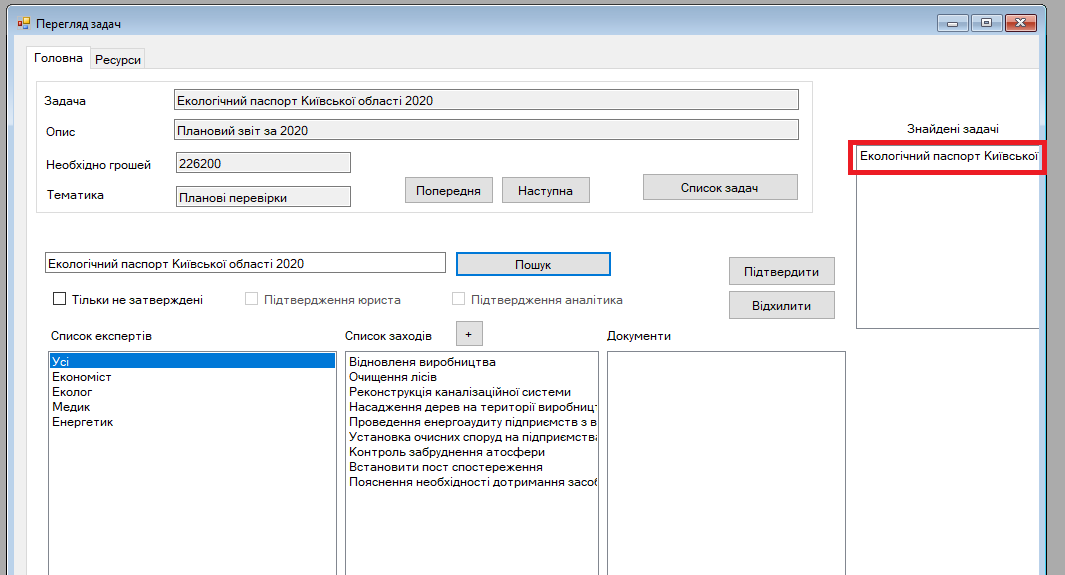 Перегляд задач
Головна
Ресурси
Задача
Екологічний паспорт Київської області 2020
Опис
Плановий звіт за 2020
Необхідно грошей
226200
Тематика
Планові перевірки
Попередня
Наступна
Список задач
Знайдені задачі
Екологічний паспорт Київської
Екологічний паспорт Київської області 2020
Пошук
Підтвердити
Тільки не затверджені
Підтвердження юриста
Підтвердження аналітика
Відхилити
Список експертів
Список заходів
+
Документи
Усі
Економіст
Еколог
Медик
Енергетик
Відновленя виробництва
Очищення лісів
Реконструкція каналізаційної системи
Насадження дерев на території виробницт
Проведення енергоаудиту підприємств з в
Установка очисних споруд на підприємства
Контроль забруднення атосфери
Встановити пост спостереження
Пояснення необхідності дотримання засоб